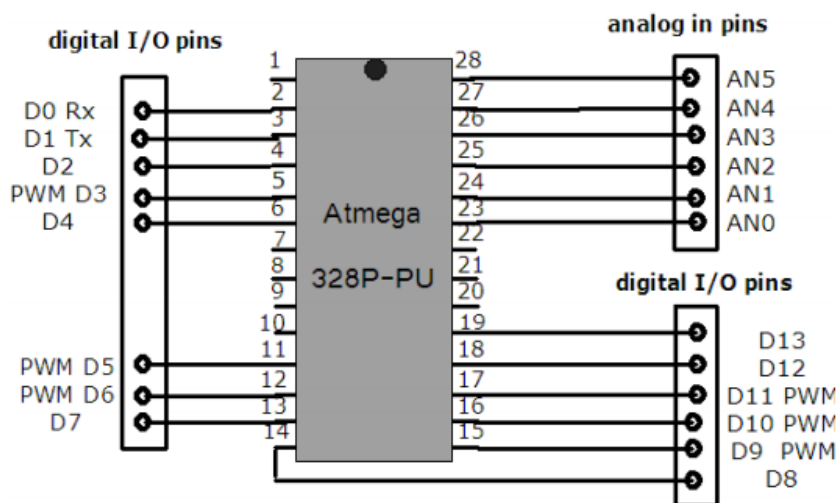 digital I/O pins
D0 Rx
D1 Tx
D2
PWM D3
D4
PWM D5
PWM D6
D7
1
2
3
4
5
6
7
8
9
10
11
12
13
14
Atmega
328P-PU
28
27
26
25
24
23
22
21
20
19
18
17
16
15
analog in pins
AN5
AN4
AN3
AN2
AN1
AN0
digital I/O pins
D13
D12
D11 PWM
D10 PWM
D9 PWM
D8